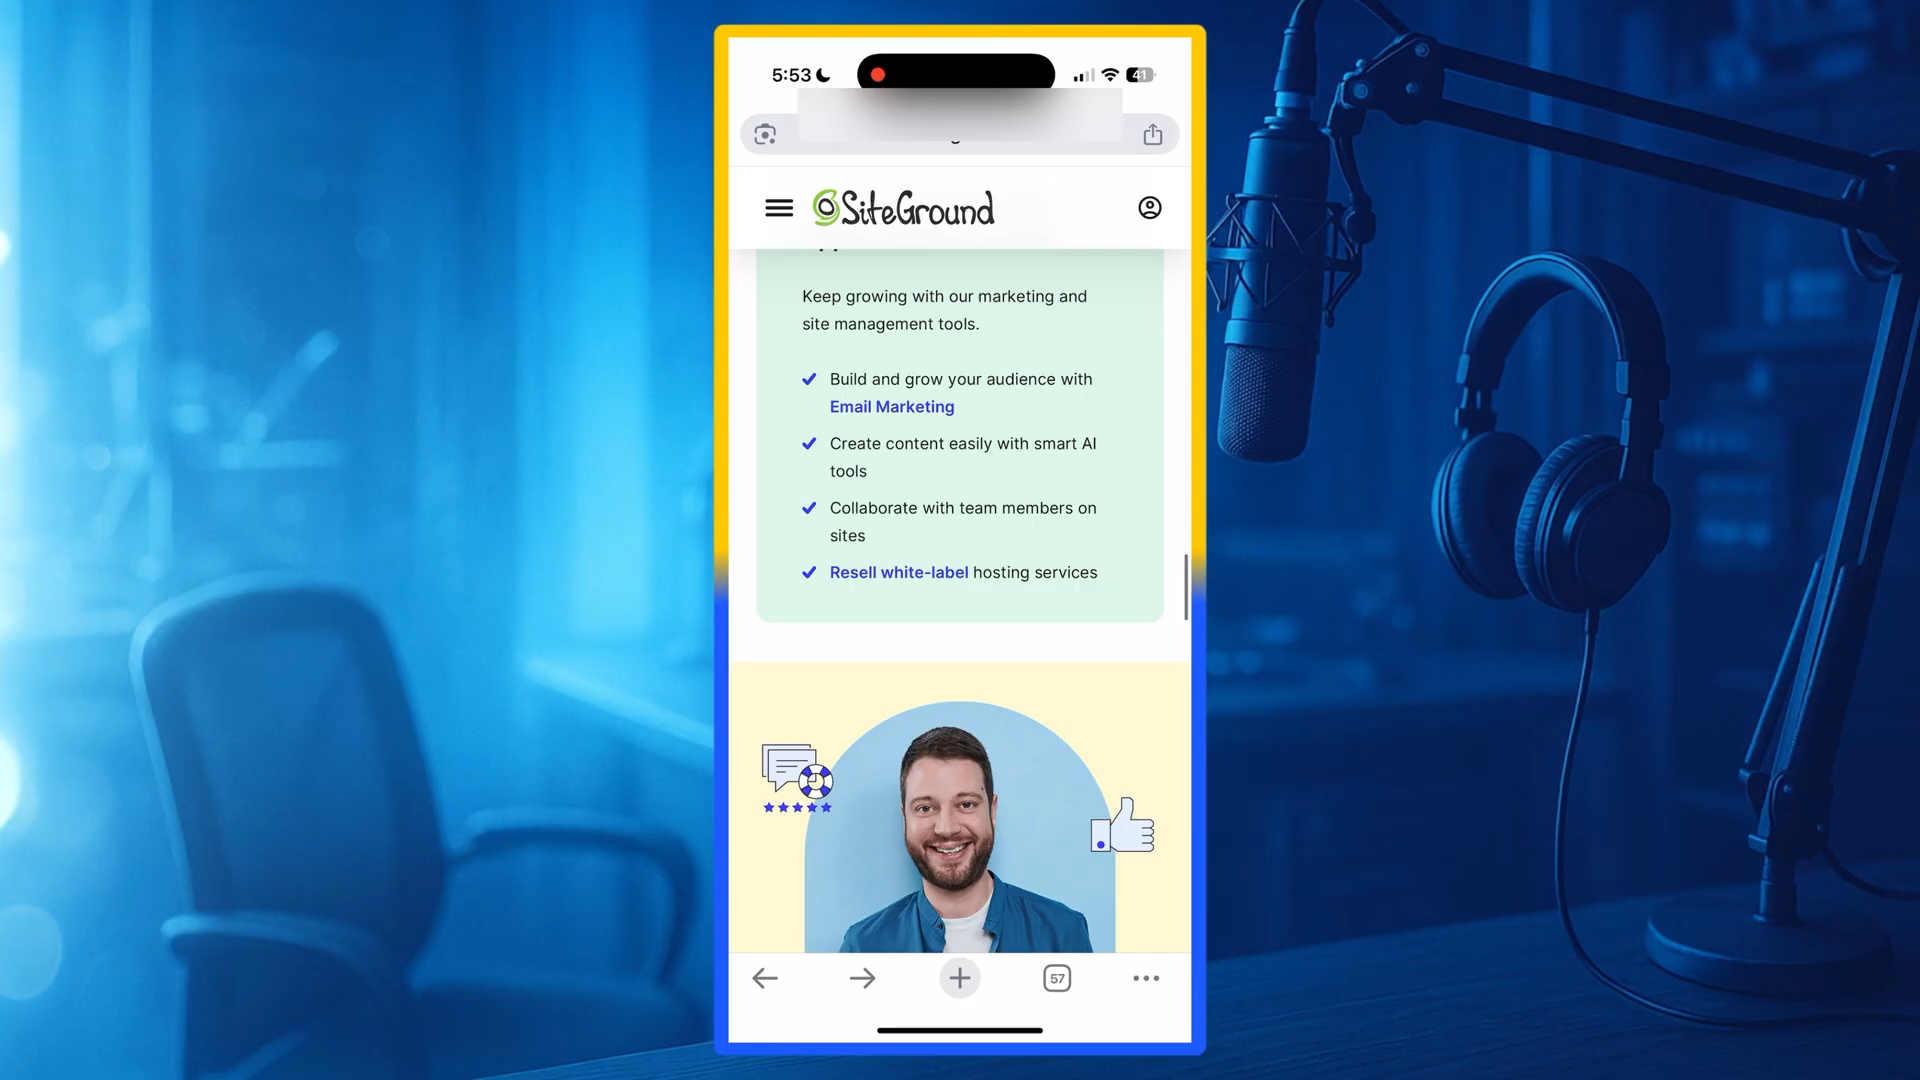 5:53
41
SiteGround
Keep growing with our marketing and
site management tools.
Build and grow your audience with
Email Marketing
Create content easily with smart AI
tools
Collaborate with team members on
sites
Resell white-label hosting services
57